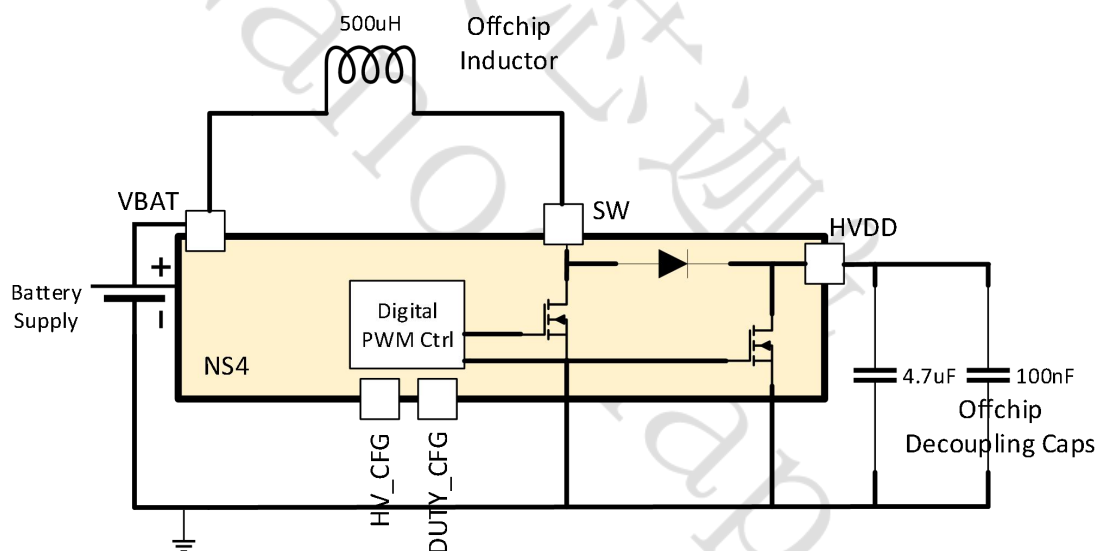 500uH
Offchip
Inductor
VBAT
SW
HVDD
+
Battery
Supply
Digital
PWM Ctrl
NS4
4.7uF
100nF
Offchip
Decoupling Caps
HV_CFG
DUTY_CFG